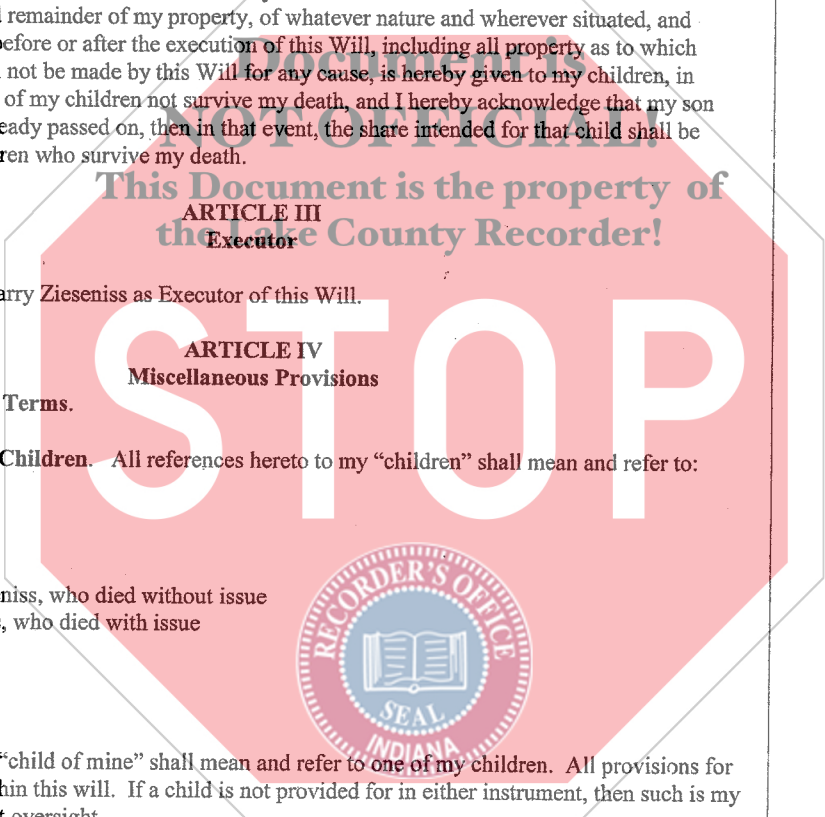 remainder of my property, of whatever nature and wherever situated, and
before or after the execution of this Will, including all property as to which
Document is
not be made by this Will for any cause, is hereby given to my children, in
of my children not survive my death, and I hereby acknowledge that my son
NOT OFFICIAL!
eady passed on, then in that event, the share intended for that child shall be
ren who survive my death.
This Document is the property of
ARTICLE III
the Lake County Recorder!
Executor
arry Zieseniss as Executor of this Will.
STOP
ARTICLE IV
Miscellaneous Provisions
Terms.
Children. All references hereto to my “children” shall mean and refer to:
niss, who died without issue
, who died with issue
RECORDER'S OFFICE
SEAL
INDIANA
“child of mine” shall mean and refer to one of my children. All provisions for
hin this will. If a child is not provided for in either instrument, then such is my
oversight